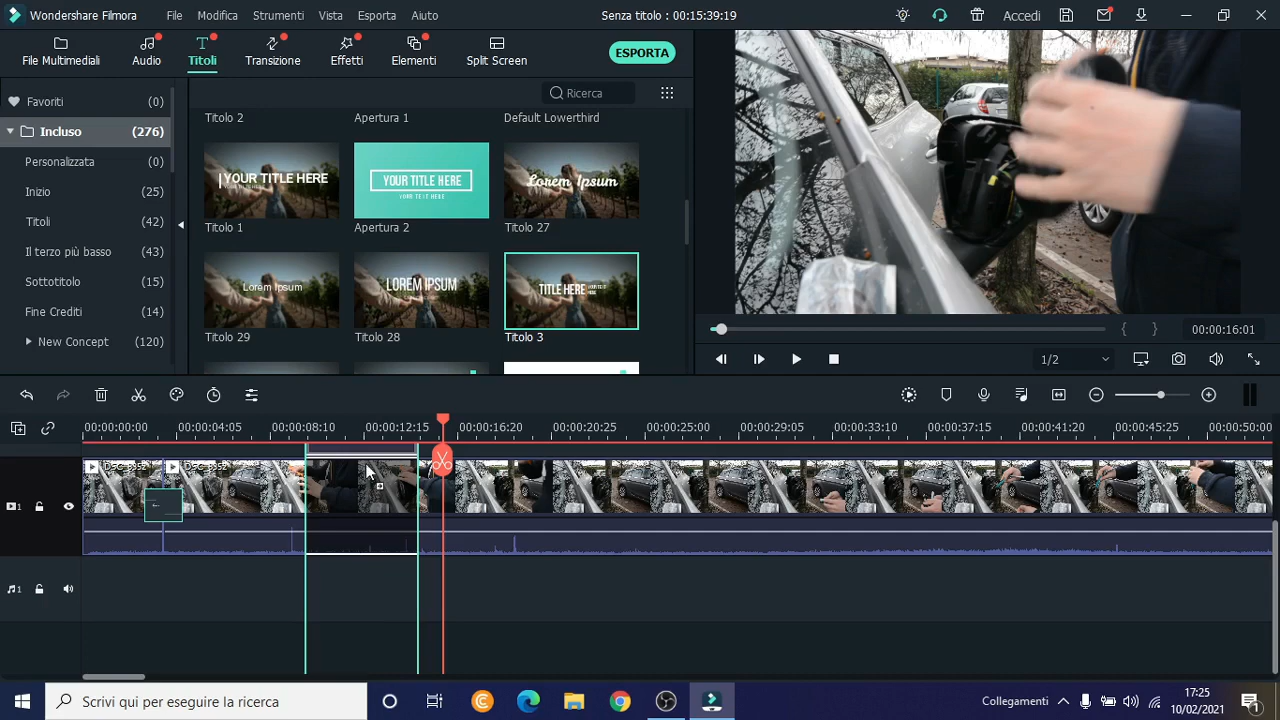 Wondershare Filmora
File
Modifica
Strumenti
Vista
Esporta
Aiuto
Senza titolo : 00:15:39:19
Accedi
File Multimediali
Audio
Titoli
Transizione
Effetti
Elementi
Split Screen
ESPORTA
Favoriti (0)
Incluso (276)
Personalizzata (0)
Inizio (25)
Titoli (42)
Il terzo più basso (43)
Sottotitolo (15)
Fine Crediti (14)
New Concept (120)
Ricerca
Titolo 2
Apertura 1
Default Lowerthird
YOUR TITLE HERE
Titolo 1
YOUR TITLE HERE
YOUR TEXT HERE
Apertura 2
Lorem Ipsum
Titolo 27
Lorem Ipsum
Titolo 29
LOREM IPSUM
Titolo 28
TITLE HERE
Titolo 3
00:00:16:01
1/2
00:00:00:00
00:00:04:05
00:00:08:10
00:00:12:15
00:00:16:20
00:00:20:25
00:00:25:00
00:00:29:05
00:00:33:10
00:00:37:15
00:00:41:20
00:00:45:25
00:00:50:00
1
1
Scrivi qui per eseguire la ricerca
Collegamenti
17:25
10/02/2021
1